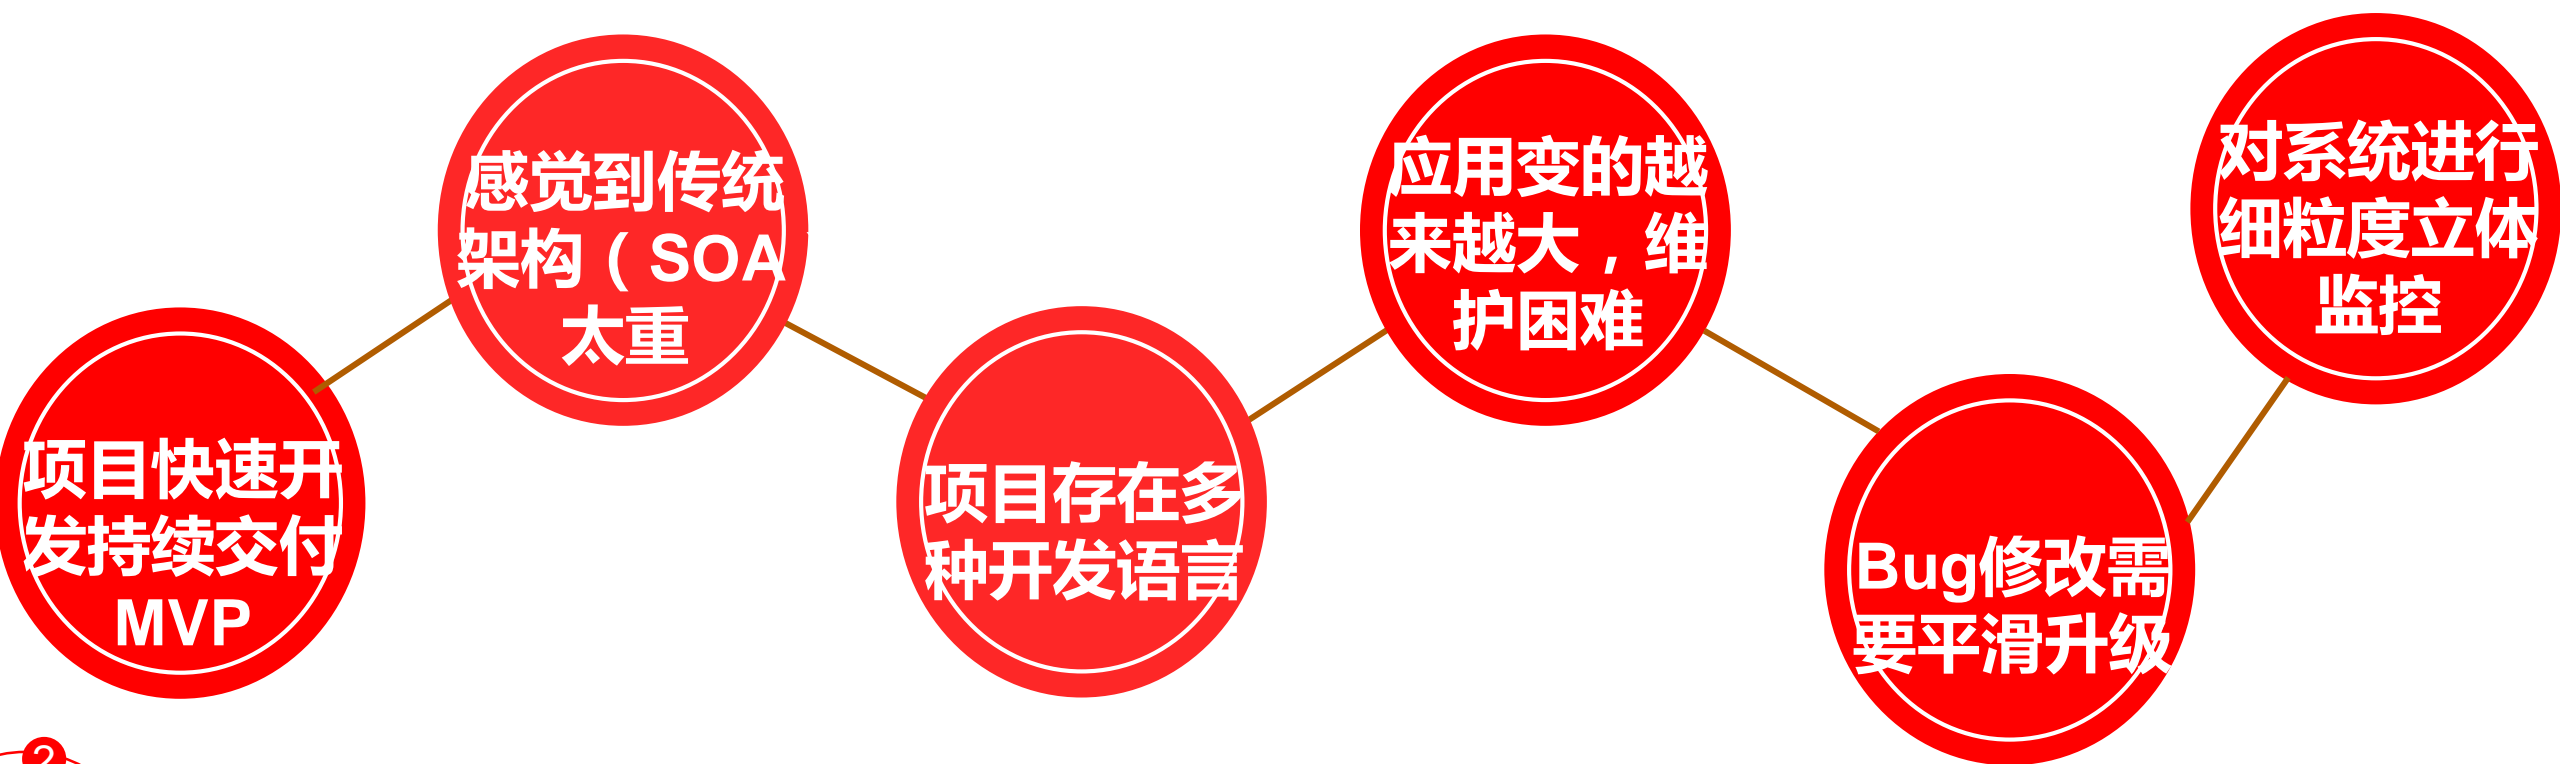 项目快速开
发持续交付
MVP
感觉到传统
架构（SOA
太重
项目存在多
种开发语言
应用变的越
来越大，维
护困难
Bug修改需
要平滑升级
对系统进行
细粒度立体
监控
2